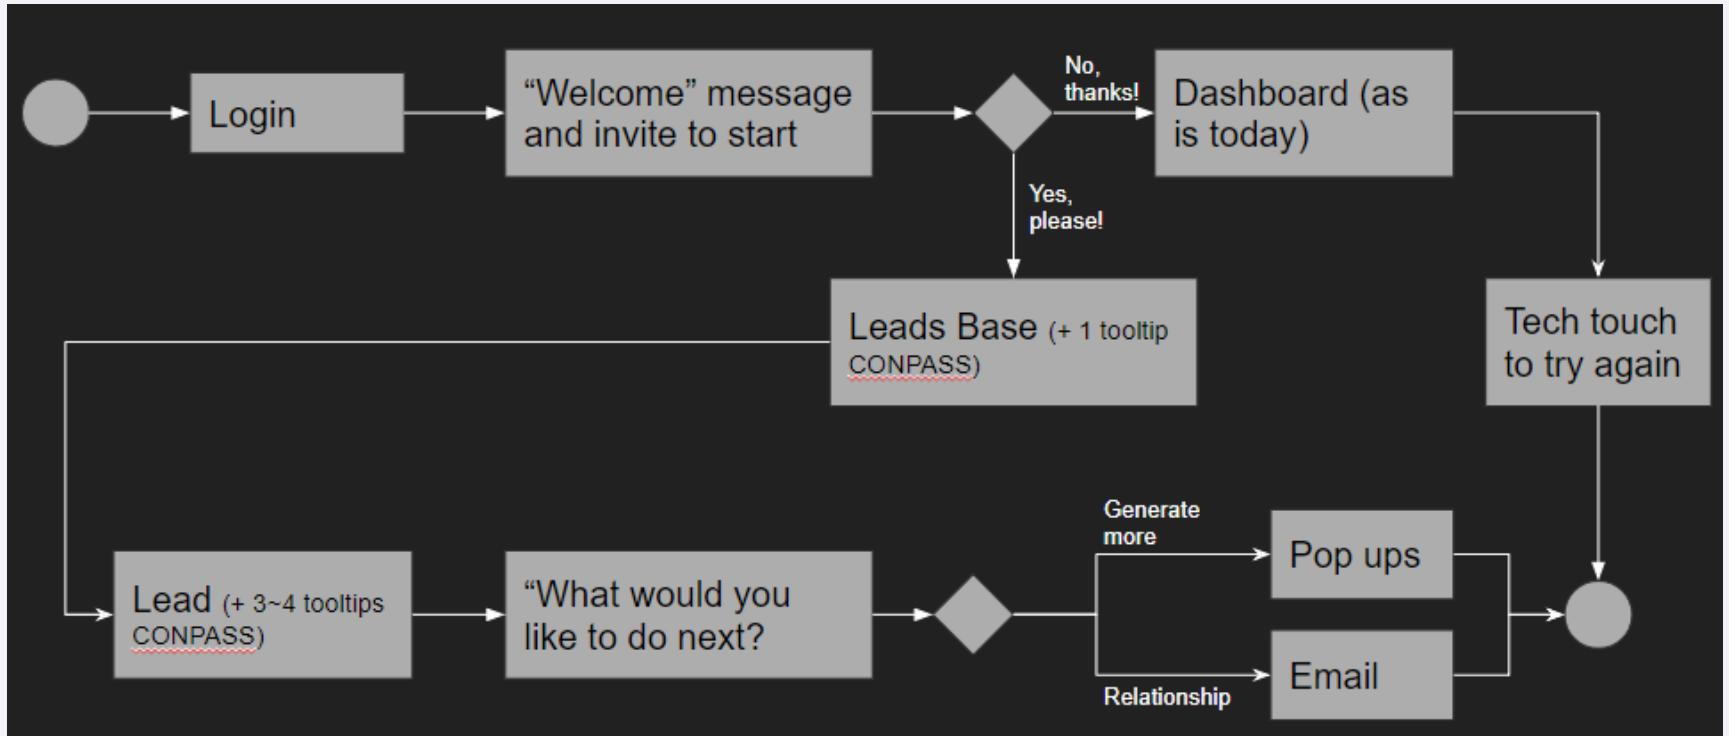 Login
“Welcome” message
and invite to start
No,
thanks!
Dashboard (as
is today)
Yes,
please!
Leads Base (+ 1 tooltip
CONPASS)
Tech touch
to try again
Lead (+ 3~4 tooltips
CONPASS)
“What would you
like to do next?
Generate
more
Pop ups
Relationship
Email